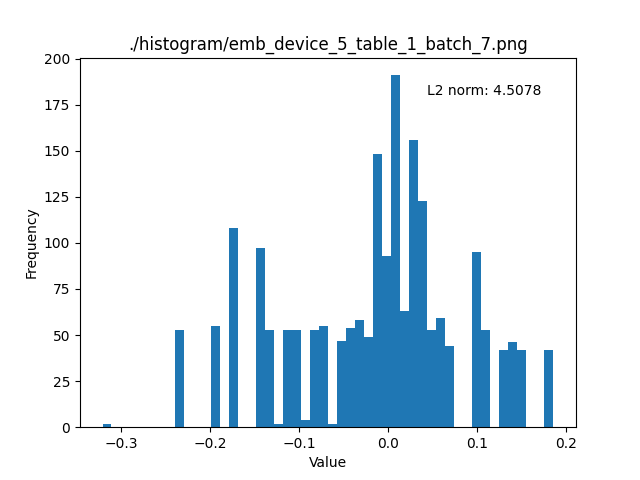 ./histogram/emb_device_5_table_1_batch_7.png
L2 norm: 4.5078
200
175
150
125
100
75
50
25
0
Frequency
−0.3 −0.2 −0.1 0.0 0.1 0.2
Value